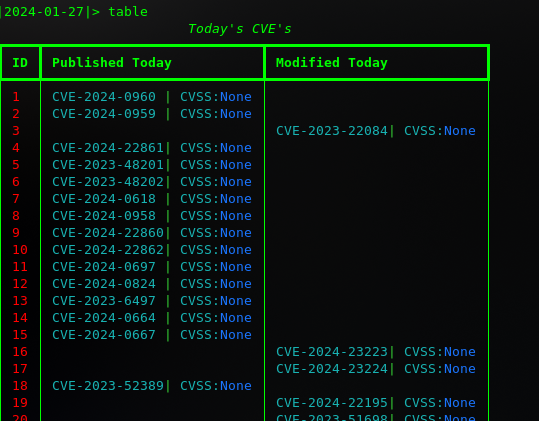 |2024-01-27|> table
Today's CVE's
ID Published Today Modified Today
1 CVE-2024-0960 | CVSS:None
2 CVE-2024-0959 | CVSS:None
3 CVE-2023-22084| CVSS:None
4 CVE-2024-22861| CVSS:None
5 CVE-2023-48201| CVSS:None
6 CVE-2023-48202| CVSS:None
7 CVE-2024-0618 | CVSS:None
8 CVE-2024-0958 | CVSS:None
9 CVE-2024-22860| CVSS:None
10 CVE-2024-22862| CVSS:None
11 CVE-2024-0697 | CVSS:None
12 CVE-2024-0824 | CVSS:None
13 CVE-2023-6497 | CVSS:None
14 CVE-2024-0664 | CVSS:None
15 CVE-2024-0667 | CVSS:None
16 CVE-2024-23223| CVSS:None
17 CVE-2024-23224| CVSS:None
18 CVE-2023-52389| CVSS:None
19 CVE-2024-22195| CVSS:None
20 CVE-2023-51698| CVSS:None